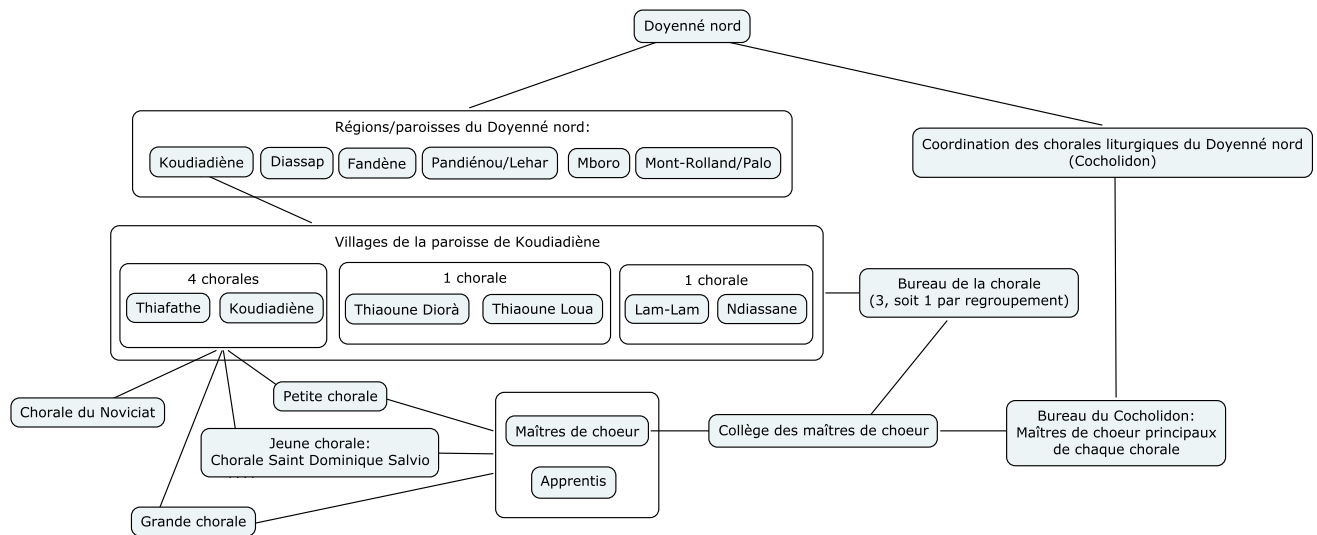 Doyenné nord
Régions/paroisses du Doyenné nord:
Koudiadiène
Diassap
Fandène
Pandiénou/Lehar
Mboro
Mont-Rolland/Palo
Coordination des chorales liturgiques du Doyenné nord
(Cocholidon)
Villages de la paroisse de Koudiadiène
4 chorales
Thiafathe
Koudiadiène
1 chorale
Thiaoune Diorà
Thiaoune Loua
1 chorale
Lam-Lam
Ndiassane
Bureau de la chorale
(3, soit 1 par regroupement)
Chorale du Noviciat
Petite chorale
Jeune chorale:
Chorale Saint Dominique Salvio
Grande chorale
Maîtres de choeur
Apprentis
Collège des maîtres de choeur
Bureau du Cocholidon:
Maîtres de choeur principaux
de chaque chorale